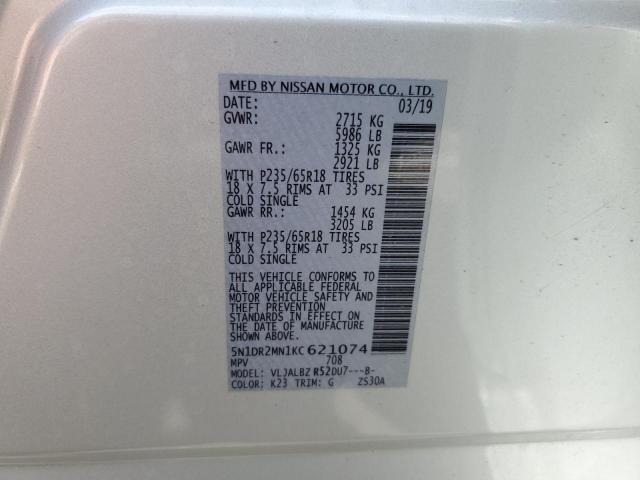 MFD BY NISSAN MOTOR CO., LTD.
DATE: 03/19
GVWR: 2715 KG
5986 LB
GAWR FR.: 1325 KG
2921 LB
WITH P235/65R18 TIRES
18 X 7.5 RIMS AT 33 PSI
COLD SINGLE
GAWR RR.: 1454 KG
3205 LB
WITH P235/65R18 TIRES
18 X 7.5 RIMS AT 33 PSI
COLD SINGLE
THIS VEHICLE CONFORMS TO
ALL APPLICABLE FEDERAL
MOTOR VEHICLE SAFETY AND
THEFT PREVENTION
STANDARDS IN EFFECT ON
THE DATE OF MANUFACTURE
SHOWN ABOVE.
5N1DR2MN1KC621074
MPV 708
MODEL: VLJALBZ R52DU7---B-
COLOR: K23 TRIM: G ZS30A